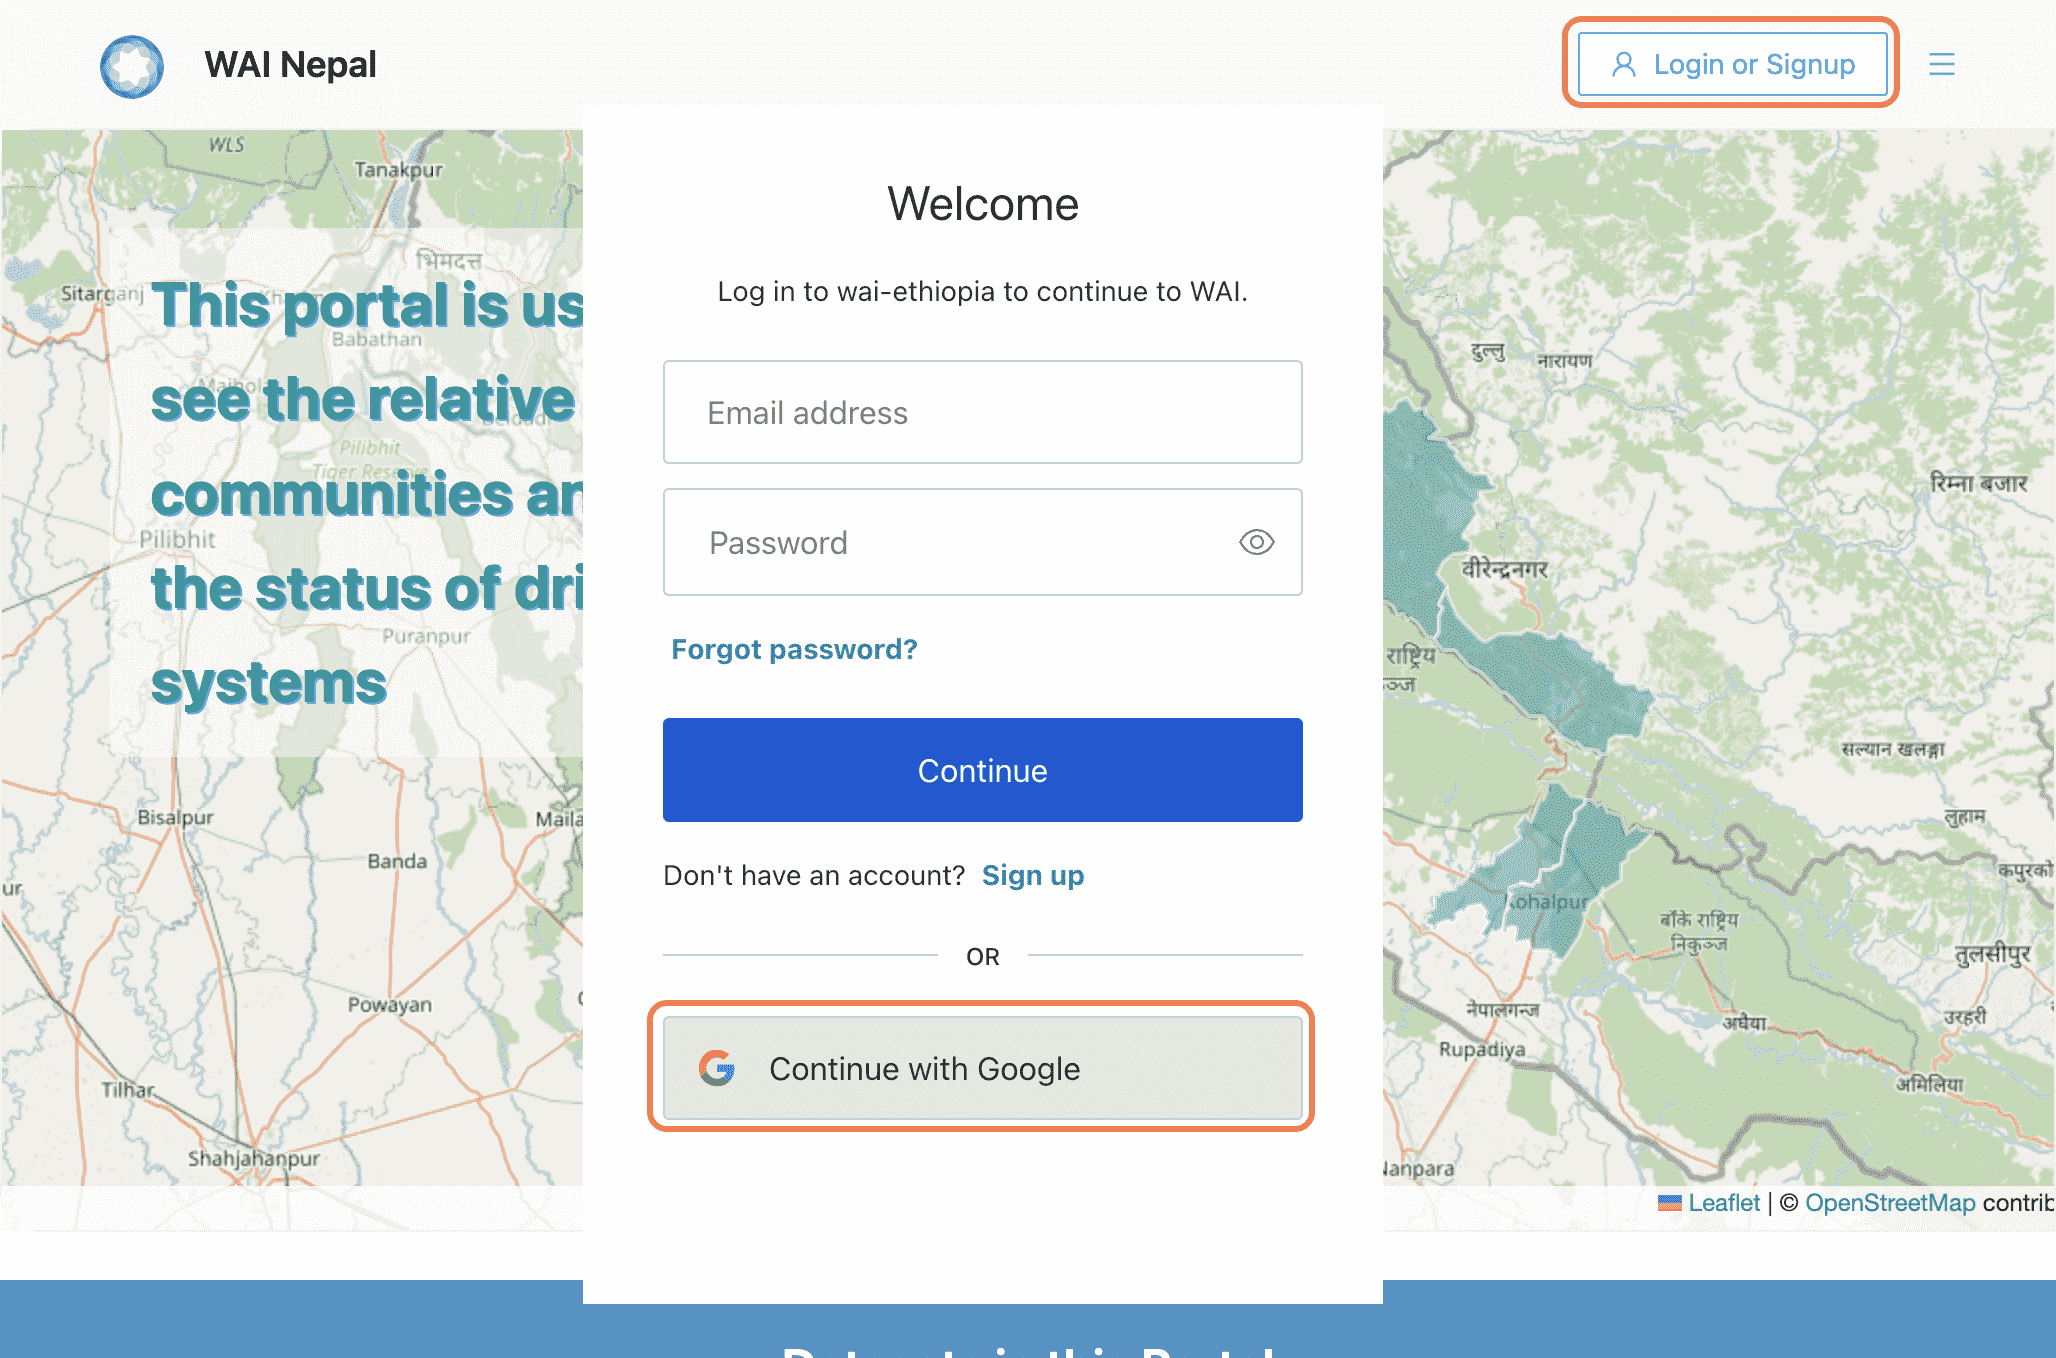 WAI Nepal
Login or Signup
Welcome
Log in to wai-ethiopia to continue to WAI.
Email address
Password
Forgot password?
Continue
Don't have an account? Sign up
OR
Continue with Google
This portal is us
see the relative
communities an
the status of dri
systems
WLS
Tanakpur
भिमदत्त
Sitarganj
Babathan
Majhola
Pilibhit
Tiger Reserve
Pilibhit
Puranpur
Bisalpur
Maila
Banda
ur
Powayan
Tilhar
Shahjahanpur
दुल्लु
नारायण
रिम्ना बजार
वीरेन्द्रनगर
राष्ट्रिय
सल्यान खलङ्गा
लुहाम
कपुरको
Kohalpur
बाँके राष्ट्रिय
निकुञ्ज
तुलसीपुर
नेपालगन्ज
अघैया
उरहरी
Rupadiya
अमिलिया
Nanpara
Leaflet | © OpenStreetMap contrib